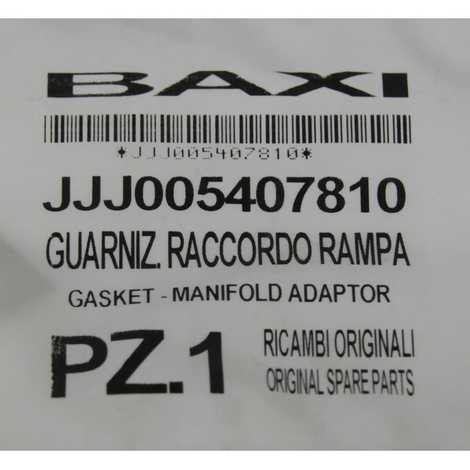 BAXI
*JJJ005407810*
JJJ005407810
GUARNIZ. RACCORDO RAMPA
GASKET - MANIFOLD ADAPTOR
PZ.1
RICAMBI ORIGINALI
ORIGINAL SPARE PARTS